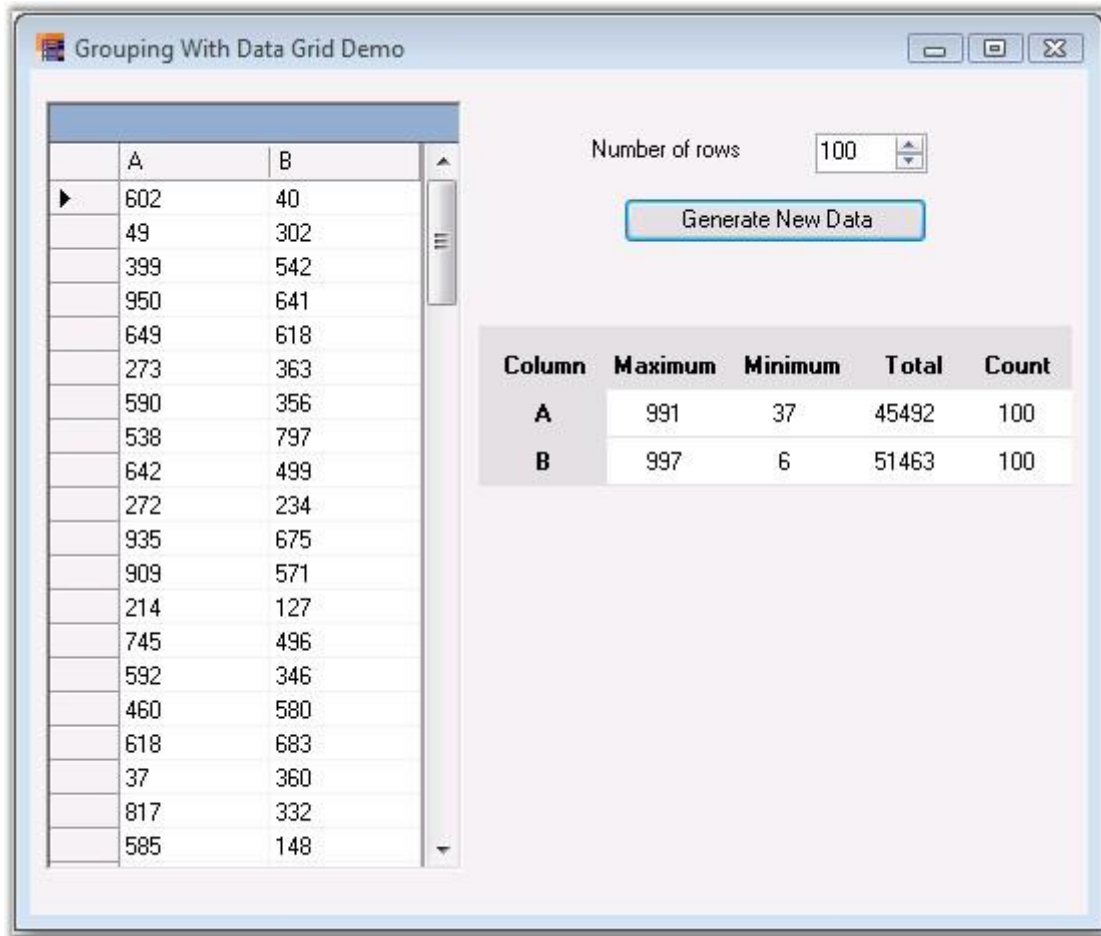 Grouping With Data Grid Demo
A B
602 40
49 302
399 542
950 641
649 618
273 363
590 356
538 797
642 499
272 234
935 675
909 571
214 127
745 496
592 346
460 580
618 683
37 360
817 332
585 148
Number of rows 100
Generate New Data
Column Maximum Minimum Total Count
A 991 37 45492 100
B 997 6 51463 100